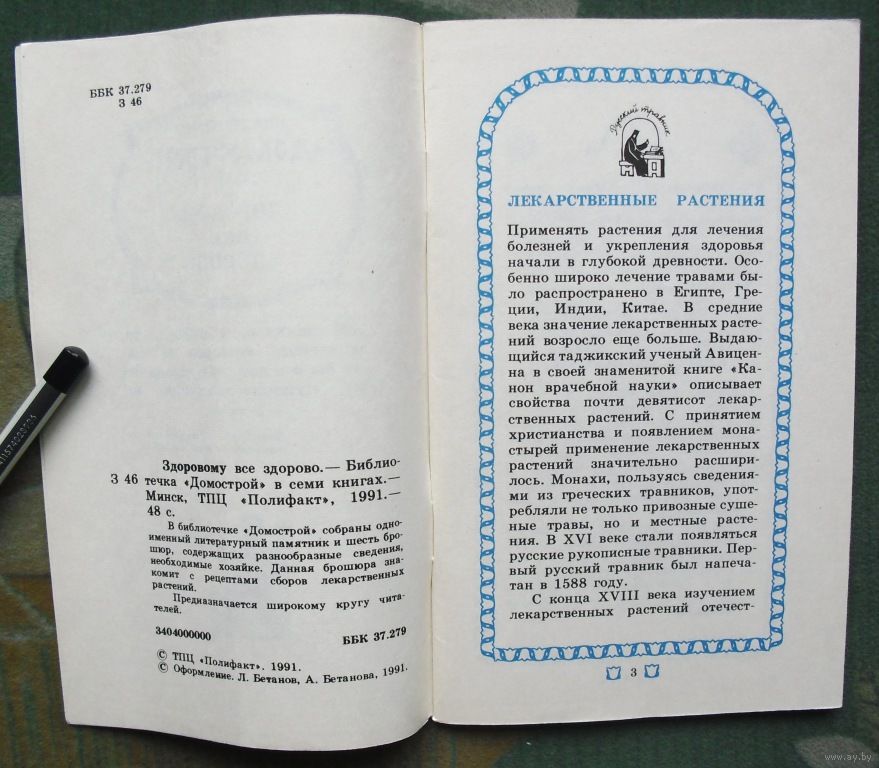 ББК 37.279
З 46
Здоровому все здорово.— Библио-
З 46 течка «Домострой» в семи книгах.—
Минск, ТПЦ «Полифакт», 1991.—
48 с.
В библиотечке «Домострой» собраны одно-
именный литературный памятник и шесть бро-
шюр, содержащих разнообразные сведения,
необходимые хозяйке. Данная брошюра зна-
комит с рецептами сборов лекарственных
растений.
Предназначается широкому кругу чита-
телей.
3404000000
ББК 37.279
© ТПЦ «Полифакт». 1991.
© Оформление. Л. Бетанов, А. Бетанова, 1991.
Русский травник
ЛЕКАРСТВЕННЫЕ РАСТЕНИЯ
Применять растения для лечения
болезней и укрепления здоровья
начали в глубокой древности. Осо-
бенно широко лечение травами бы-
ло распространено в Египте, Гре-
ции, Индии, Китае. В средние
века значение лекарственных расте-
ний возросло еще больше. Выдаю-
щийся таджикский ученый Авицен-
на в своей знаменитой книге «Ка-
нон врачебной науки» описывает
свойства почти девятисот лекар-
ственных растений. С принятием
христианства и появлением мона-
стырей применение лекарственных
растений значительно расшири-
лось. Монахи, пользуясь сведениями
из греческих травников, упот-
ребляли не только привозные суше-
ные травы, но и местные расте-
ния. В XVI веке стали появляться
русские рукописные травники. Пер-
вый русский травник был напеча-
тан в 1588 году.
С конца XVIII века изучением
лекарственных растений отечест-
3
www.ay.by